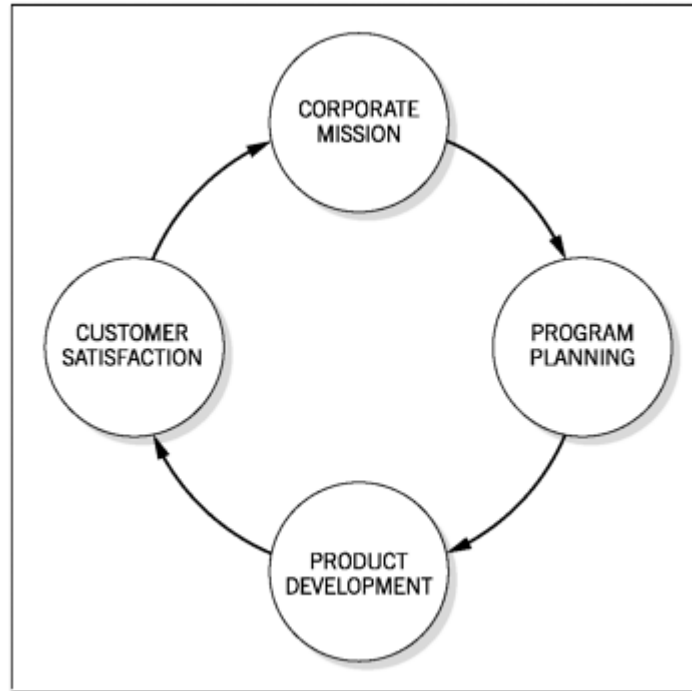 CORPORATE
MISSION
PROGRAM
PLANNING
PRODUCT
DEVELOPMENT
CUSTOMER
SATISFACTION